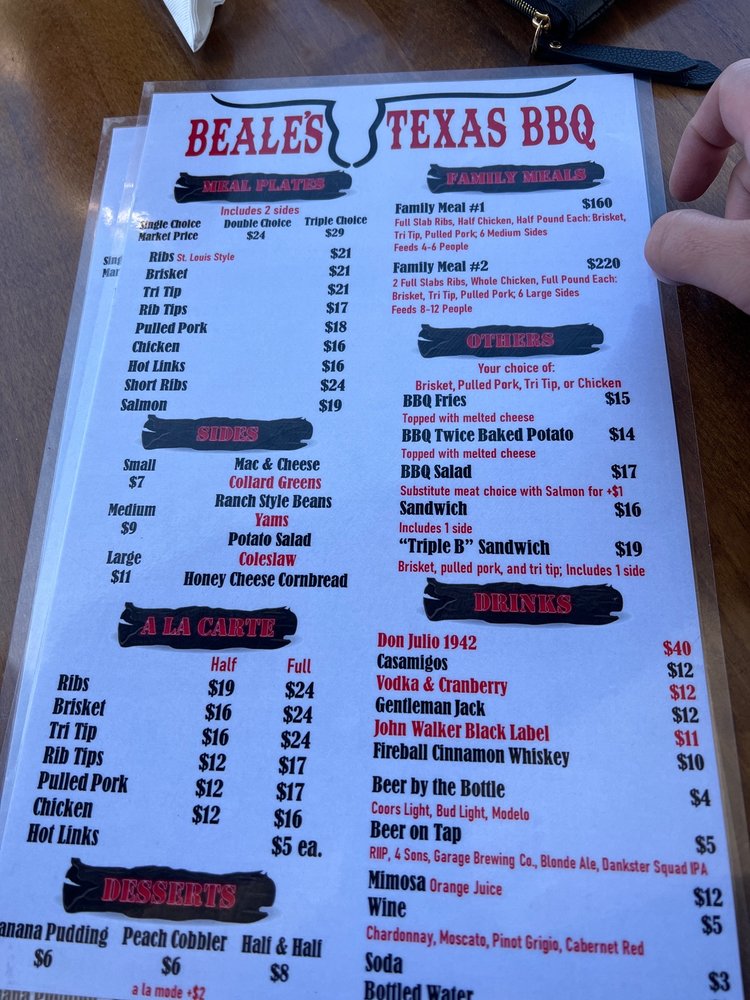 BEALE'S TEXAS BBQ
MEAL PLATES
Includes 2 sides
Single Choice Double Choice Triple Choice
Market Price $24 $29
Ribs St. Louis Style $21
Brisket $21
Tri Tip $21
Rib Tips $17
Pulled Pork $18
Chicken $16
Hot Links $16
Short Ribs $24
Salmon $19
SIDES
Small
$7
Medium
$9
Large
$11
Mac & Cheese
Collard Greens
Ranch Style Beans
Yams
Potato Salad
Coleslaw
Honey Cheese Cornbread
A LA CARTE
Half Full
Ribs $19 $24
Brisket $16 $24
Tri Tip $16 $24
Rib Tips $12 $17
Pulled Pork $12 $17
Chicken $12 $16
Hot Links $5 ea.
DESSERTS
anana Pudding Peach Cobbler Half & Half
$6 $6 $8
a la mode +$2
FAMILY MEALS
Family Meal #1 $160
Full Slab Ribs, Half Chicken, Half Pound Each: Brisket,
Tri Tip, Pulled Pork; 6 Medium Sides
Feeds 4-6 People
Family Meal #2 $220
2 Full Slabs Ribs, Whole Chicken, Full Pound Each:
Brisket, Tri Tip, Pulled Pork; 6 Large Sides
Feeds 8-12 People
OTHERS
Your choice of:
Brisket, Pulled Pork, Tri Tip, or Chicken
BBQ Fries $15
Topped with melted cheese
BBQ Twice Baked Potato $14
Topped with melted cheese
BBQ Salad $17
Substitute meat choice with Salmon for +$1
Sandwich $16
Includes 1 side
"Triple B" Sandwich $19
Brisket, pulled pork, and tri tip; Includes 1 side
DRINKS
Don Julio 1942 $40
Casamigos $12
Vodka & Cranberry $12
Gentleman Jack $12
John Walker Black Label $11
Fireball Cinnamon Whiskey $10
Beer by the Bottle $4
Coors Light, Bud Light, Modelo
Beer on Tap $5
RIIP, 4 Sons, Garage Brewing Co., Blonde Ale, Dankster Squad IPA
Mimosa Orange Juice $12
Wine $5
Chardonnay, Moscato, Pinot Grigio, Cabernet Red
Soda $3
Bottled Water
Sing
Mar